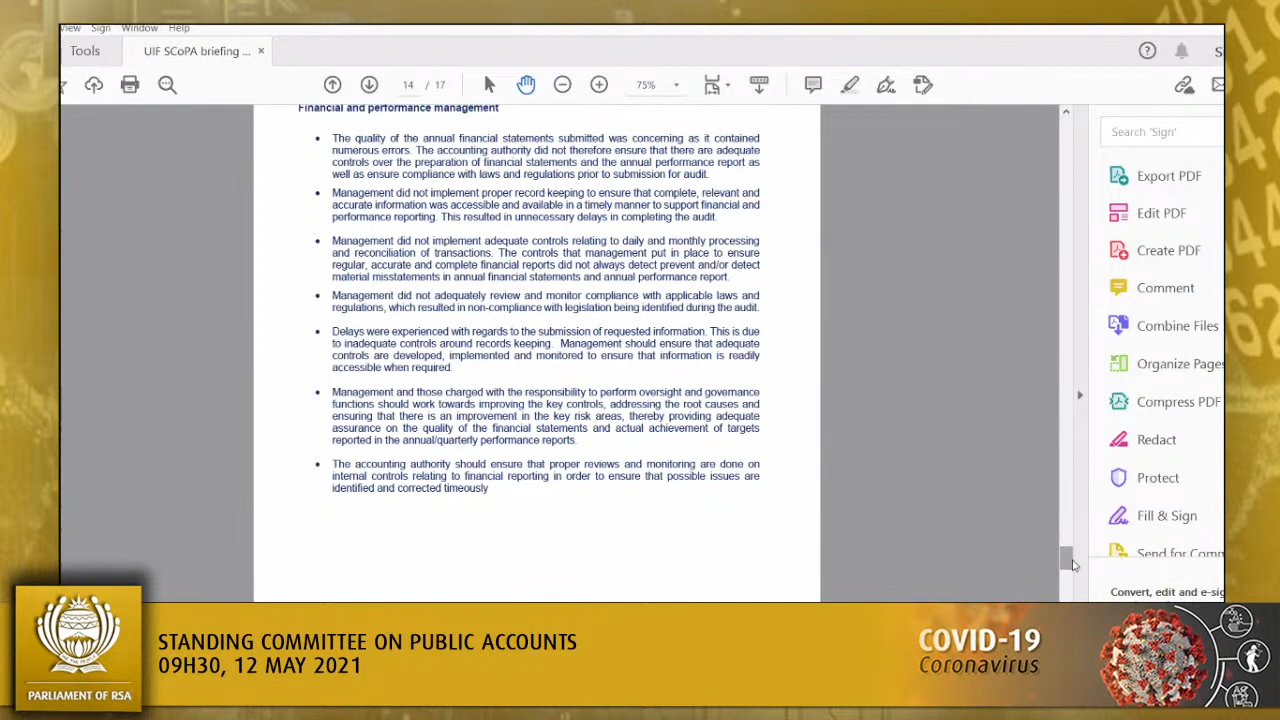 View Sign Window Help
Tools UIF SCoPA briefing ... × S
14 / 17 75%
Financial and performance management
• The quality of the annual financial statements submitted was concerning as it contained
numerous errors. The accounting authority did not therefore ensure that there are adequate
controls over the preparation of financial statements and the annual performance report as
well as ensure compliance with laws and regulations prior to submission for audit.
• Management did not implement proper record keeping to ensure that complete, relevant and
accurate information was accessible and available in a timely manner to support financial and
performance reporting. This resulted in unnecessary delays in completing the audit.
• Management did not implement adequate controls relating to daily and monthly processing
and reconciliation of transactions. The controls that management put in place to ensure
regular, accurate and complete financial reports did not always detect prevent and/or detect
material misstatements in annual financial statements and annual performance report.
• Management did not adequately review and monitor compliance with applicable laws and
regulations, which resulted in non-compliance with legislation being identified during the audit.
• Delays were experienced with regards to the submission of requested information. This is due
to inadequate controls around records keeping. Management should ensure that adequate
controls are developed, implemented and monitored to ensure that information is readily
accessible when required.
• Management and those charged with the responsibility to perform oversight and governance
functions should work towards improving the key controls, addressing the root causes and
ensuring that there is an improvement in the key risk areas, thereby providing adequate
assurance on the quality of the financial statements and actual achievement of targets
reported in the annual/quarterly performance reports.
• The accounting authority should ensure that proper reviews and monitoring are done on
internal controls relating to financial reporting in order to ensure that possible issues are
identified and corrected timeously
Search 'Sign'
Export PDF
Edit PDF
Create PDF
Comment
Combine Files
Organize Pages
Compress PDF
Redact
Protect
Fill & Sign
Send for Comm
Convert, edit and e-sig
PARLIAMENT OF RSA
STANDING COMMITTEE ON PUBLIC ACCOUNTS
09H30, 12 MAY 2021
COVID-19
Coronavirus